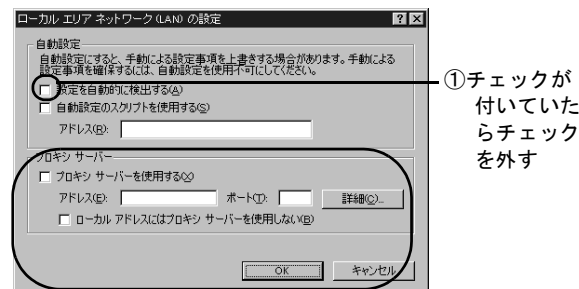 ローカル エリア ネットワーク (LAN) の設定
自動設定
自動設定にすると、手動による設定事項を上書きする場合があります。手動による
設定事項を確保するには、自動設定を使用不可にしてください。
設定を自動的に検出する(A)
自動設定のスクリプトを使用する(S)
アドレス(R):
プロキシ サーバー
プロキシ サーバーを使用する(X)
アドレス(E):
ポート(T):
詳細(C)...
ローカル アドレスにはプロキシ サーバーを使用しない(B)
OK
キャンセル
①チェックが
付いていた
らチェック
を外す